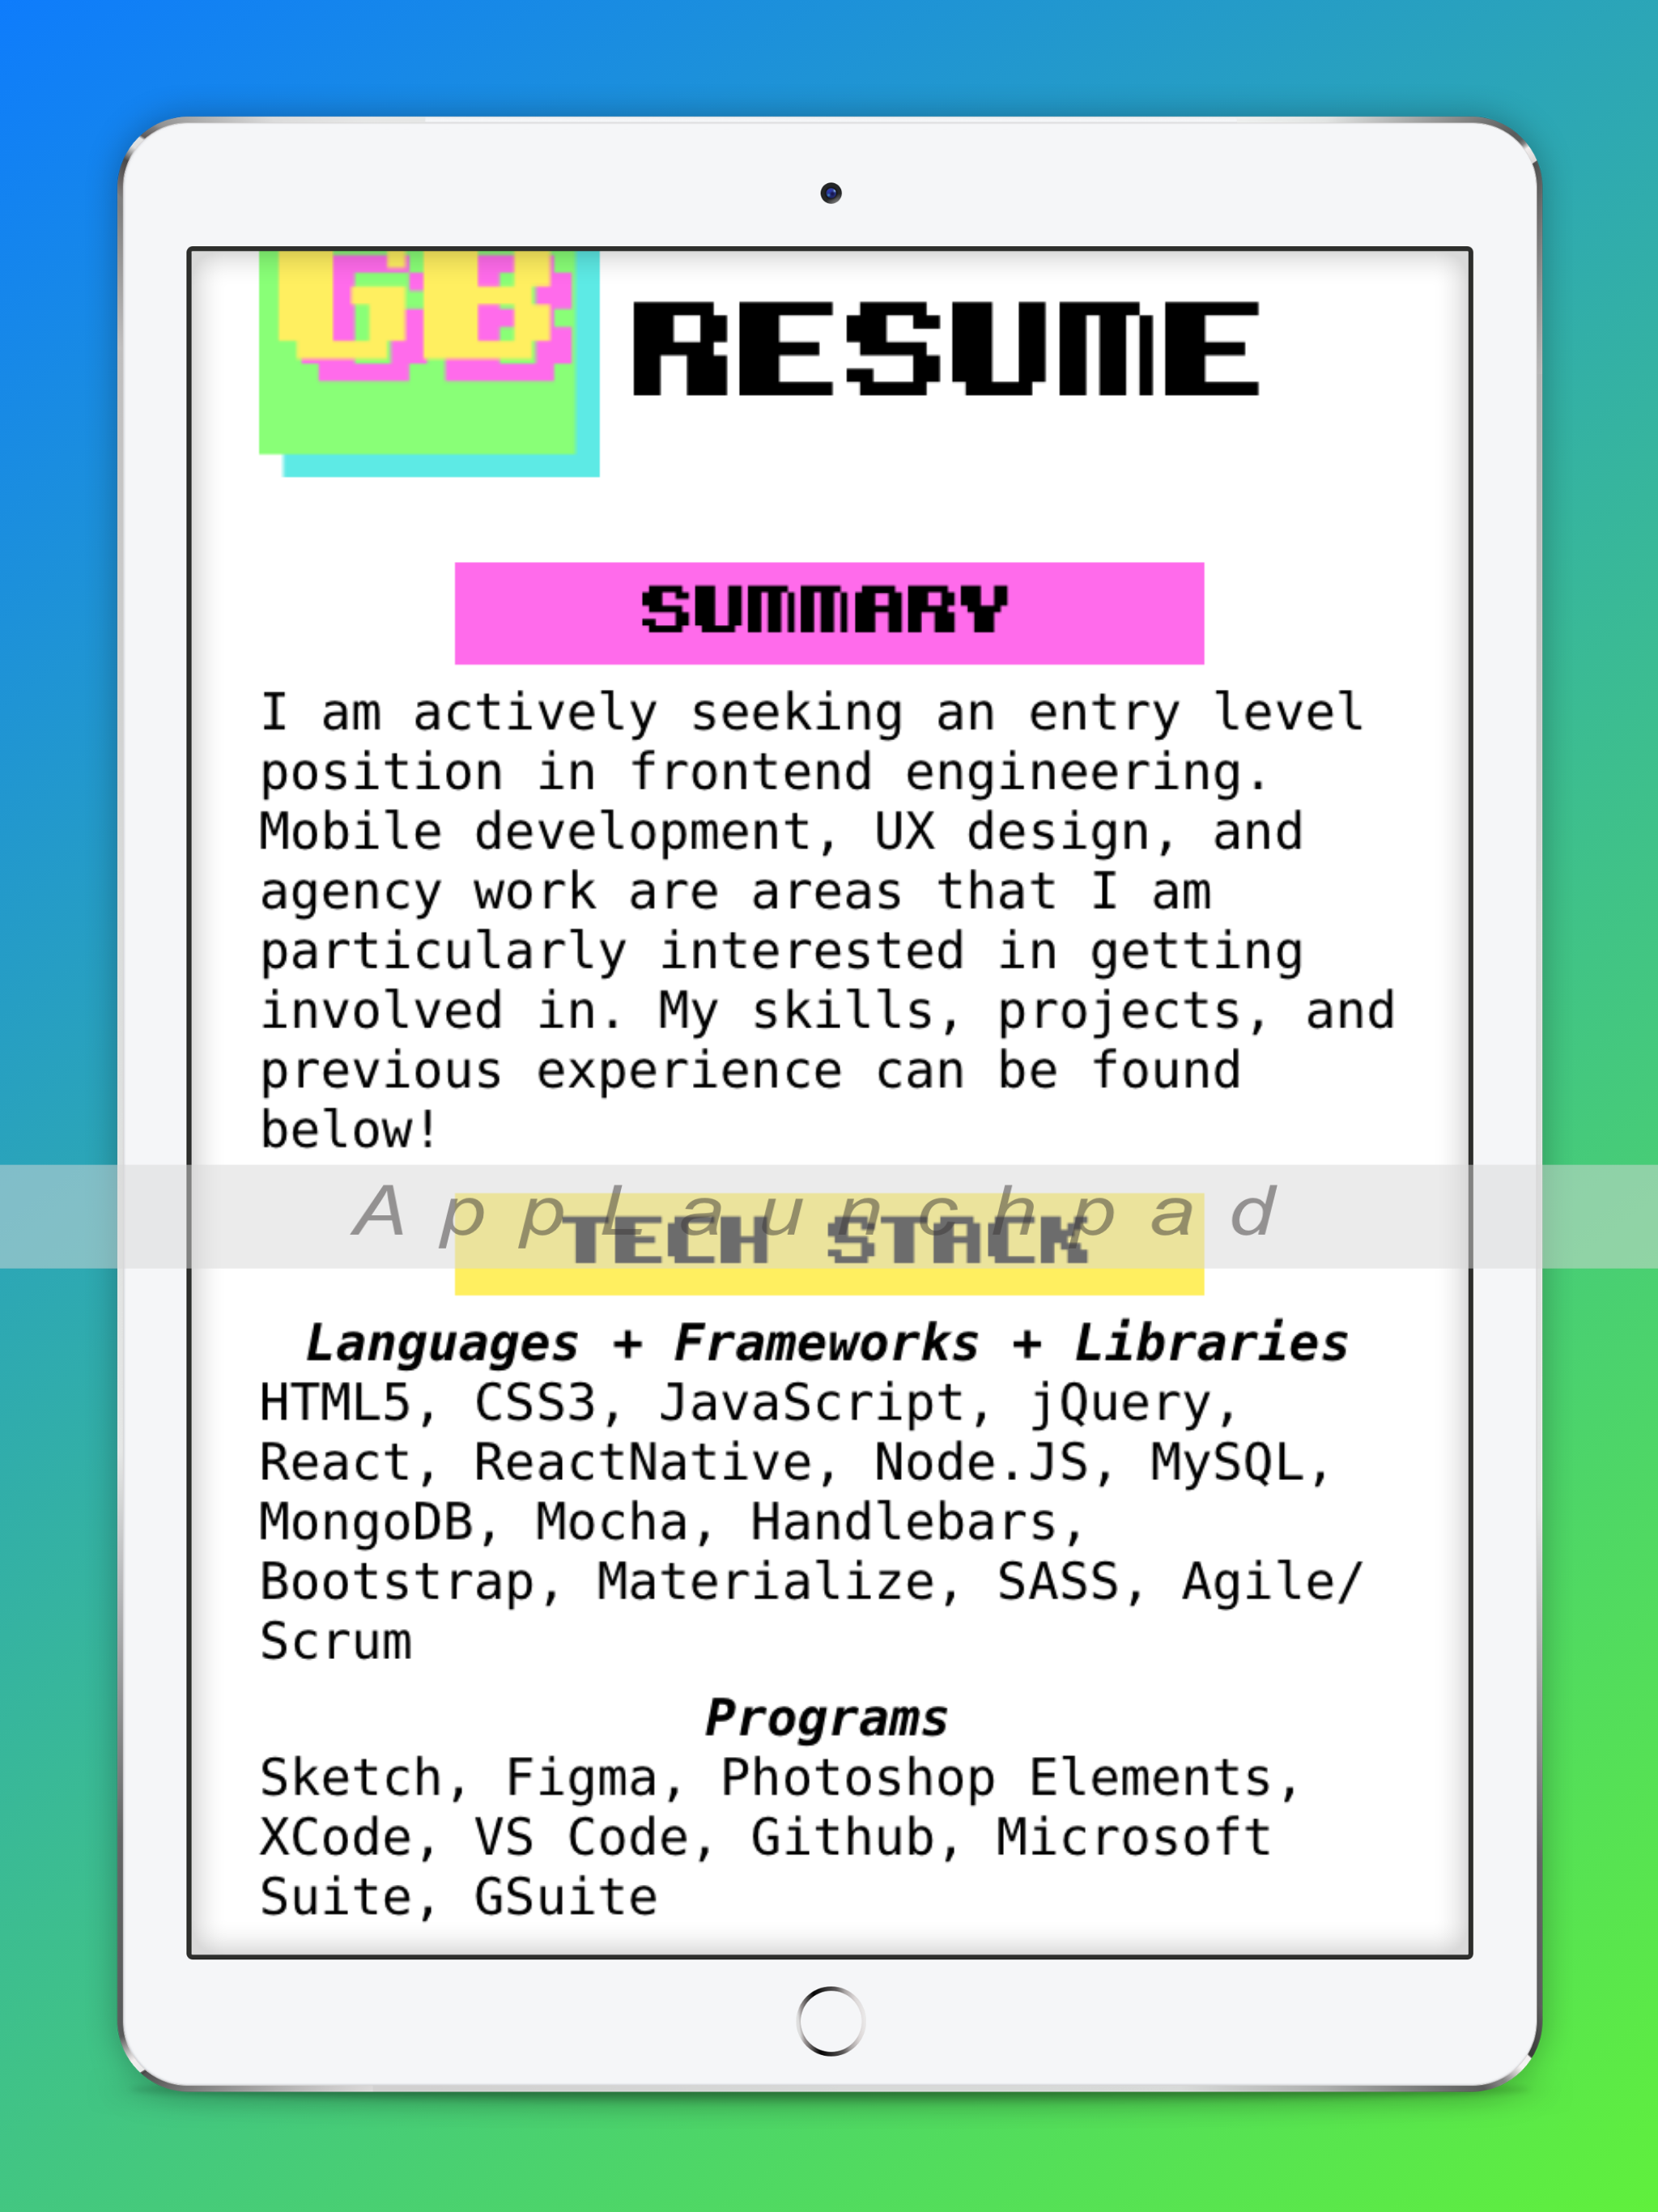 GB
RESUME
SUMMARY
I am actively seeking an entry level
position in frontend engineering.
Mobile development, UX design, and
agency work are areas that I am
particularly interested in getting
involved in. My skills, projects, and
previous experience can be found
below!
AppLaunchpad
TECH STACK
Languages + Frameworks + Libraries
HTML5, CSS3, JavaScript, jQuery,
React, ReactNative, Node.JS, MySQL,
MongoDB, Mocha, Handlebars,
Bootstrap, Materialize, SASS, Agile/
Scrum
Programs
Sketch, Figma, Photoshop Elements,
XCode, VS Code, Github, Microsoft
Suite, GSuite